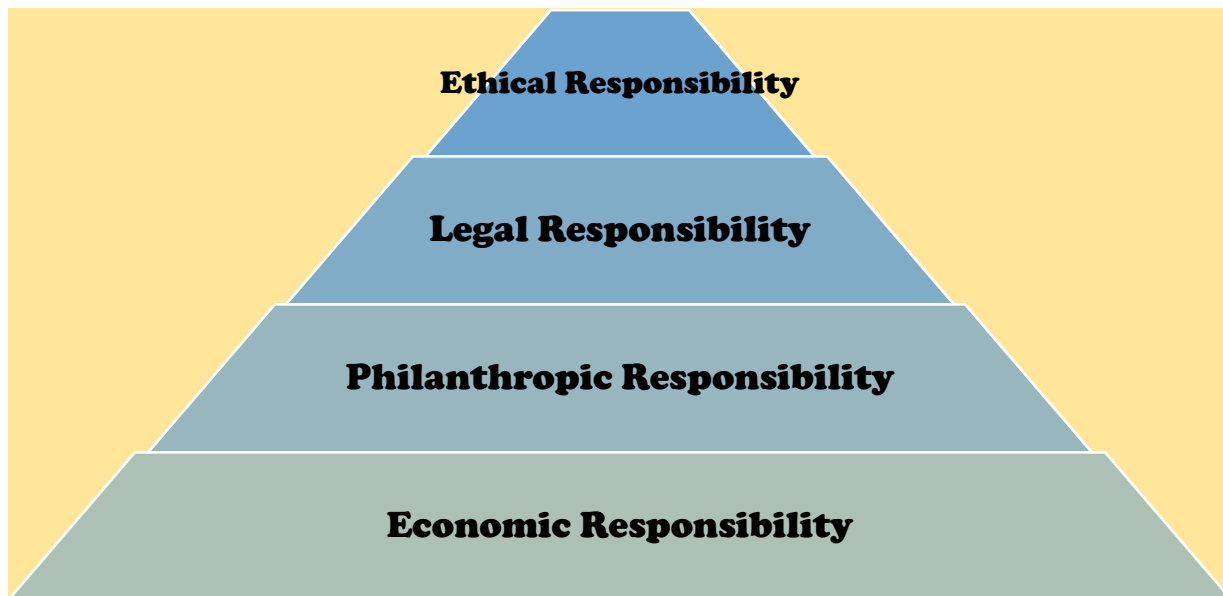 Ethical Responsibility
Legal Responsibility
Philanthropic Responsibility
Economic Responsibility